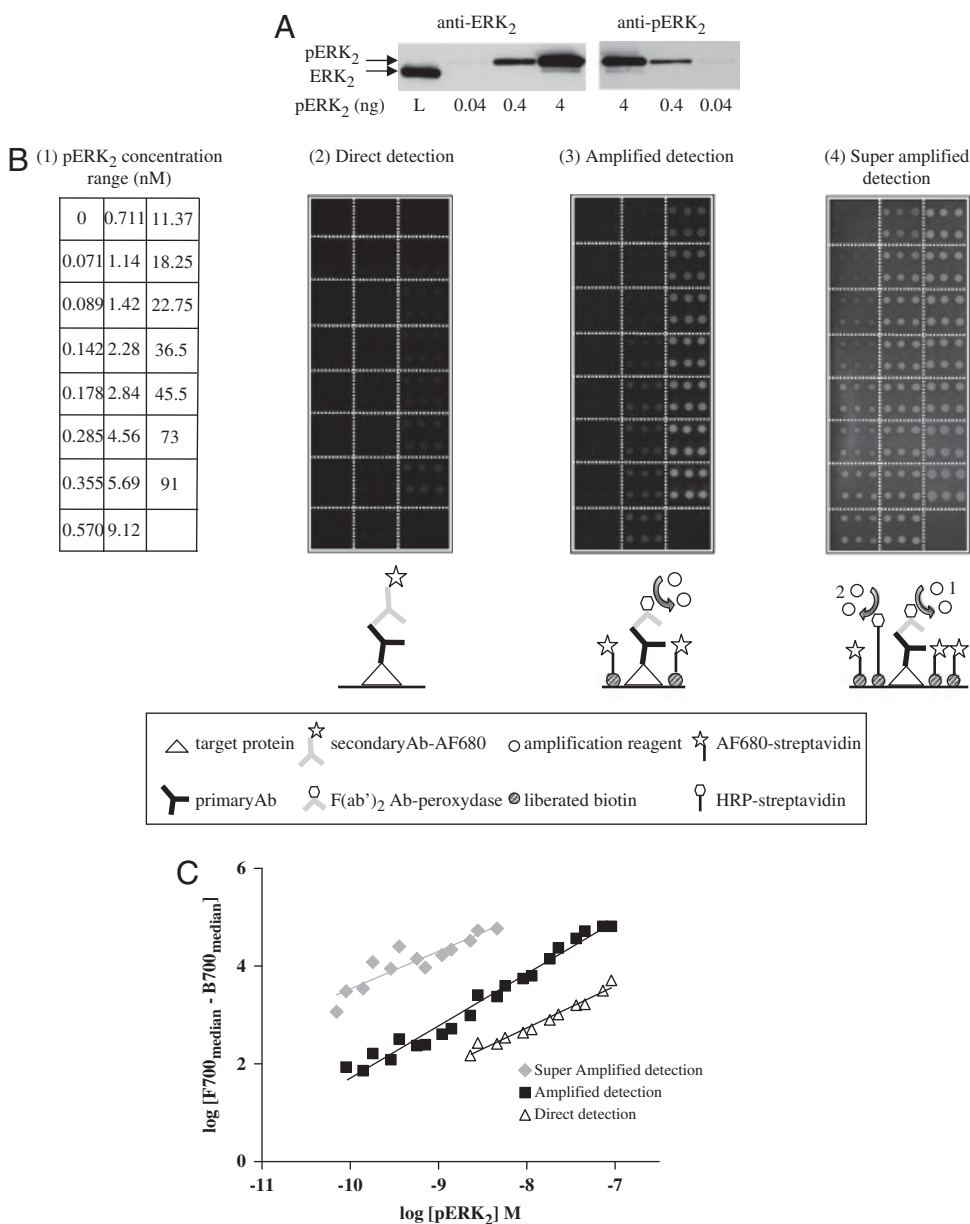 A
anti-ERK2 anti-pERK2
pERK2
ERK2
pERK2 (ng) L 0.04 0.4 4 4 0.4 0.04
B (1) pERK2 concentration range (nM)
(2) Direct detection
(3) Amplified detection
(4) Super amplified detection
0 0.711 11.37
0.071 1.14 18.25
0.089 1.42 22.75
0.142 2.28 36.5
0.178 2.84 45.5
0.285 4.56 73
0.355 5.69 91
0.570 9.12
2 1
target protein secondaryAb-AF680 amplification reagent AF680-streptavidin
primaryAb F(ab')2 Ab-peroxydase liberated biotin HRP-streptavidin
C
log [F700median - B700median]
6
4
2
0
-11 -10 -9 -8 -7
log [pERK2] M
Super Amplified detection
Amplified detection
Direct detection